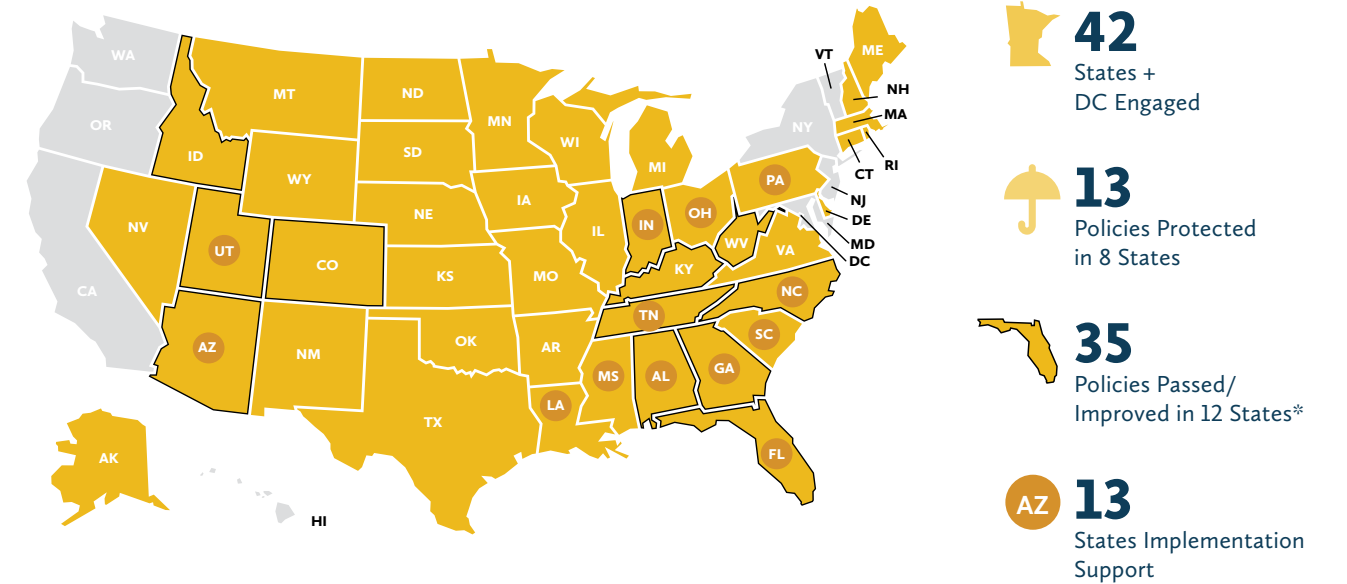 WA
OR
CA
ID
NV
MT
WY
UT
AZ
CO
NM
ND
SD
NE
KS
OK
TX
MN
IA
MO
AR
LA
WI
IL
MI
IN
OH
KY
TN
MS
AL
GA
FL
SC
NC
VA
WV
PA
NY
VT
ME
NH
MA
RI
CT
NJ
DE
MD
DC
AK
HI
42
States +
DC Engaged
13
Policies Protected
in 8 States
35
Policies Passed/
Improved in 12 States*
AZ
13
States Implementation
Support